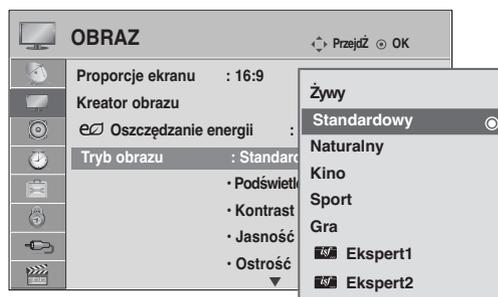 OBRAZ
PrzejdŹ OK
Proporcje ekranu : 16:9
Kreator obrazu
Oszczędzanie energii :
Tryb obrazu : Standard
• Podświetl
• Kontrast
• Jasność
• Ostrość
Żywy
Standardowy
Naturalny
Kino
Sport
Gra
isf Ekspert1
isf Ekspert2